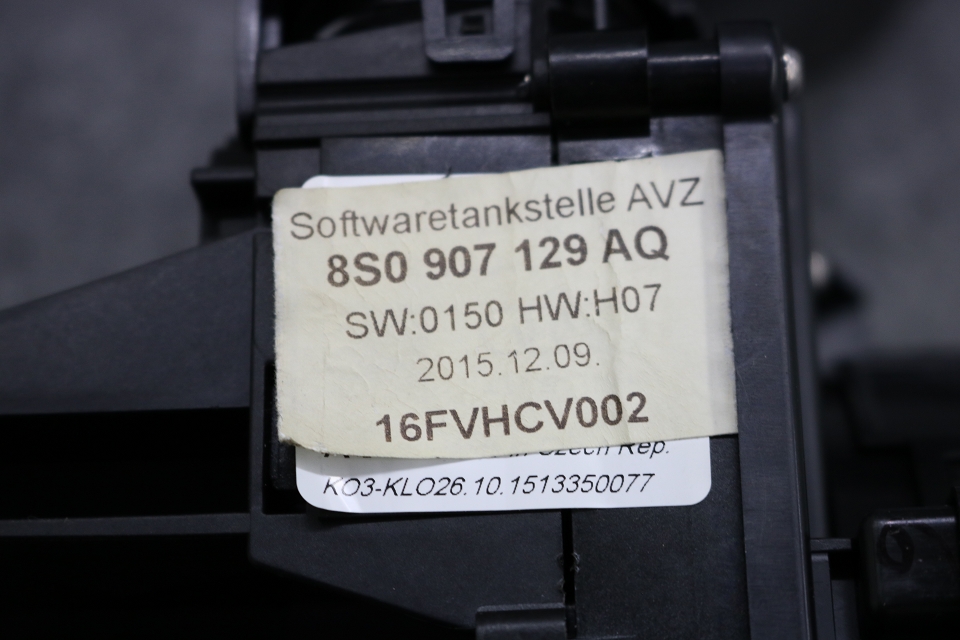 Softwaretankstelle AVZ
8S0 907 129 AQ
SW:0150 HW:H07
2015.12.09.
16FVHCV002
Czech Rep.
KO3-KLO26.10.1513350077